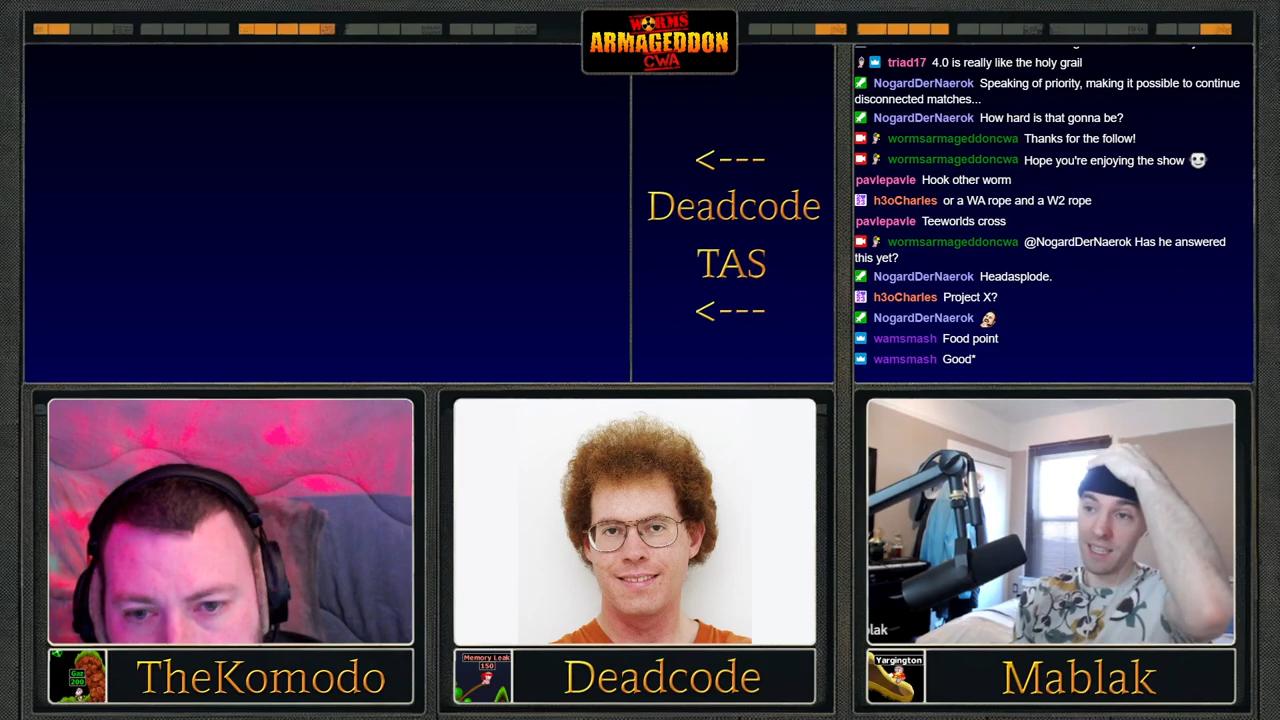 WORMS
ARMAGEDDON
CWA
<---
Deadcode
TAS
<---
triad17 4.0 is really like the holy grail
NogardDerNaerok Speaking of priority, making it possible to continue
disconnected matches...
NogardDerNaerok How hard is that gonna be?
wormsarmageddoncwa Thanks for the follow!
wormsarmageddoncwa Hope you're enjoying the show
pavlepavle Hook other worm
h3oCharles or a WA rope and a W2 rope
pavlepavle Teeworlds cross
wormsarmageddoncwa @NogardDerNaerok Has he answered
this yet?
NogardDerNaerok Headasplode.
h3oCharles Project X?
NogardDerNaerok
wamsmash Food point
wamsmash Good*
lak
Gaz
200
TheKomodo
Memory Leak
150
Deadcode
Yargington
Mablak